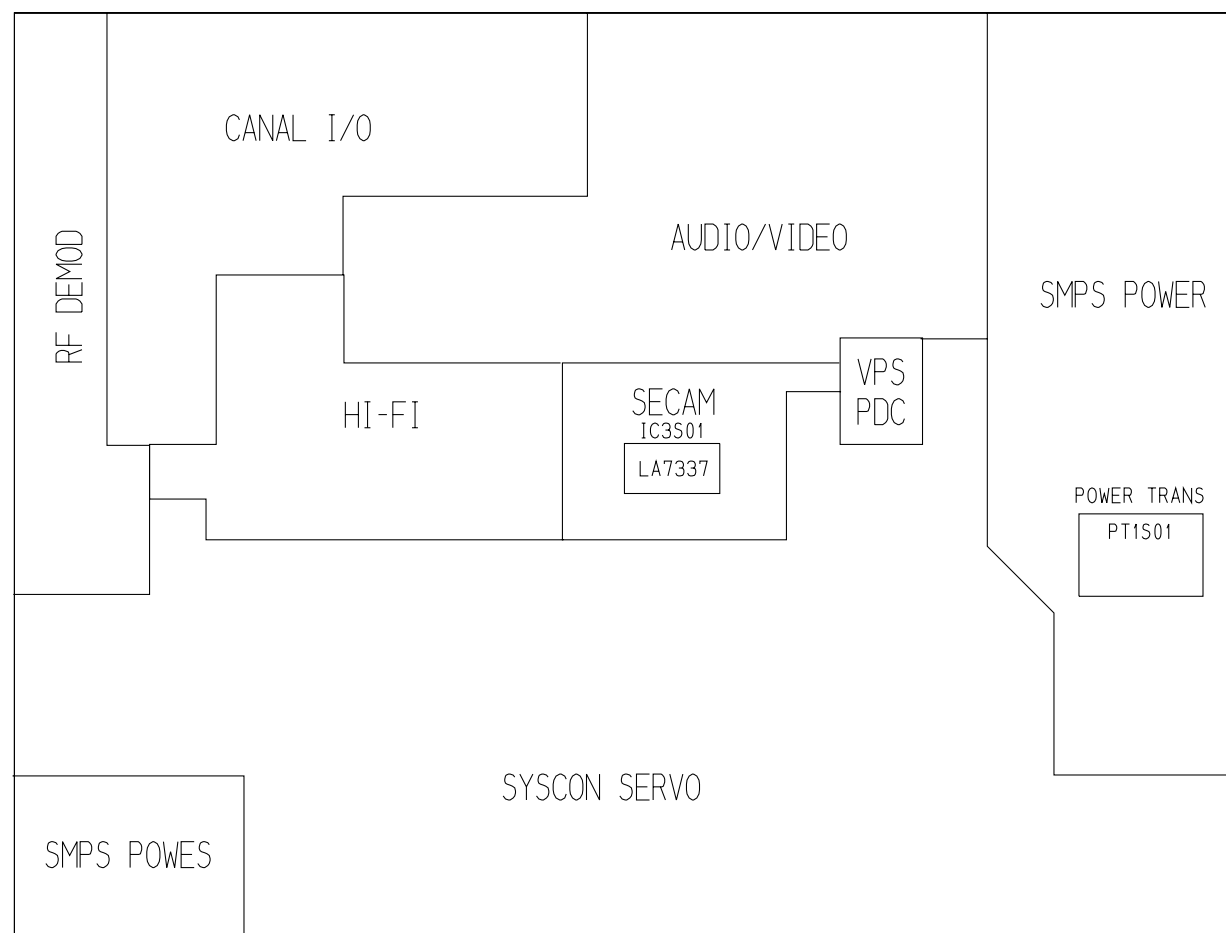 CANAL I/O
AUDIO/VIDEO
RF DEMOD
SMPS POWER
VPS
PDC
HI-FI
SECAM
IC3S01
LA7337
POWER TRANS
PT1S01
SYSCON SERVO
SMPS POWES